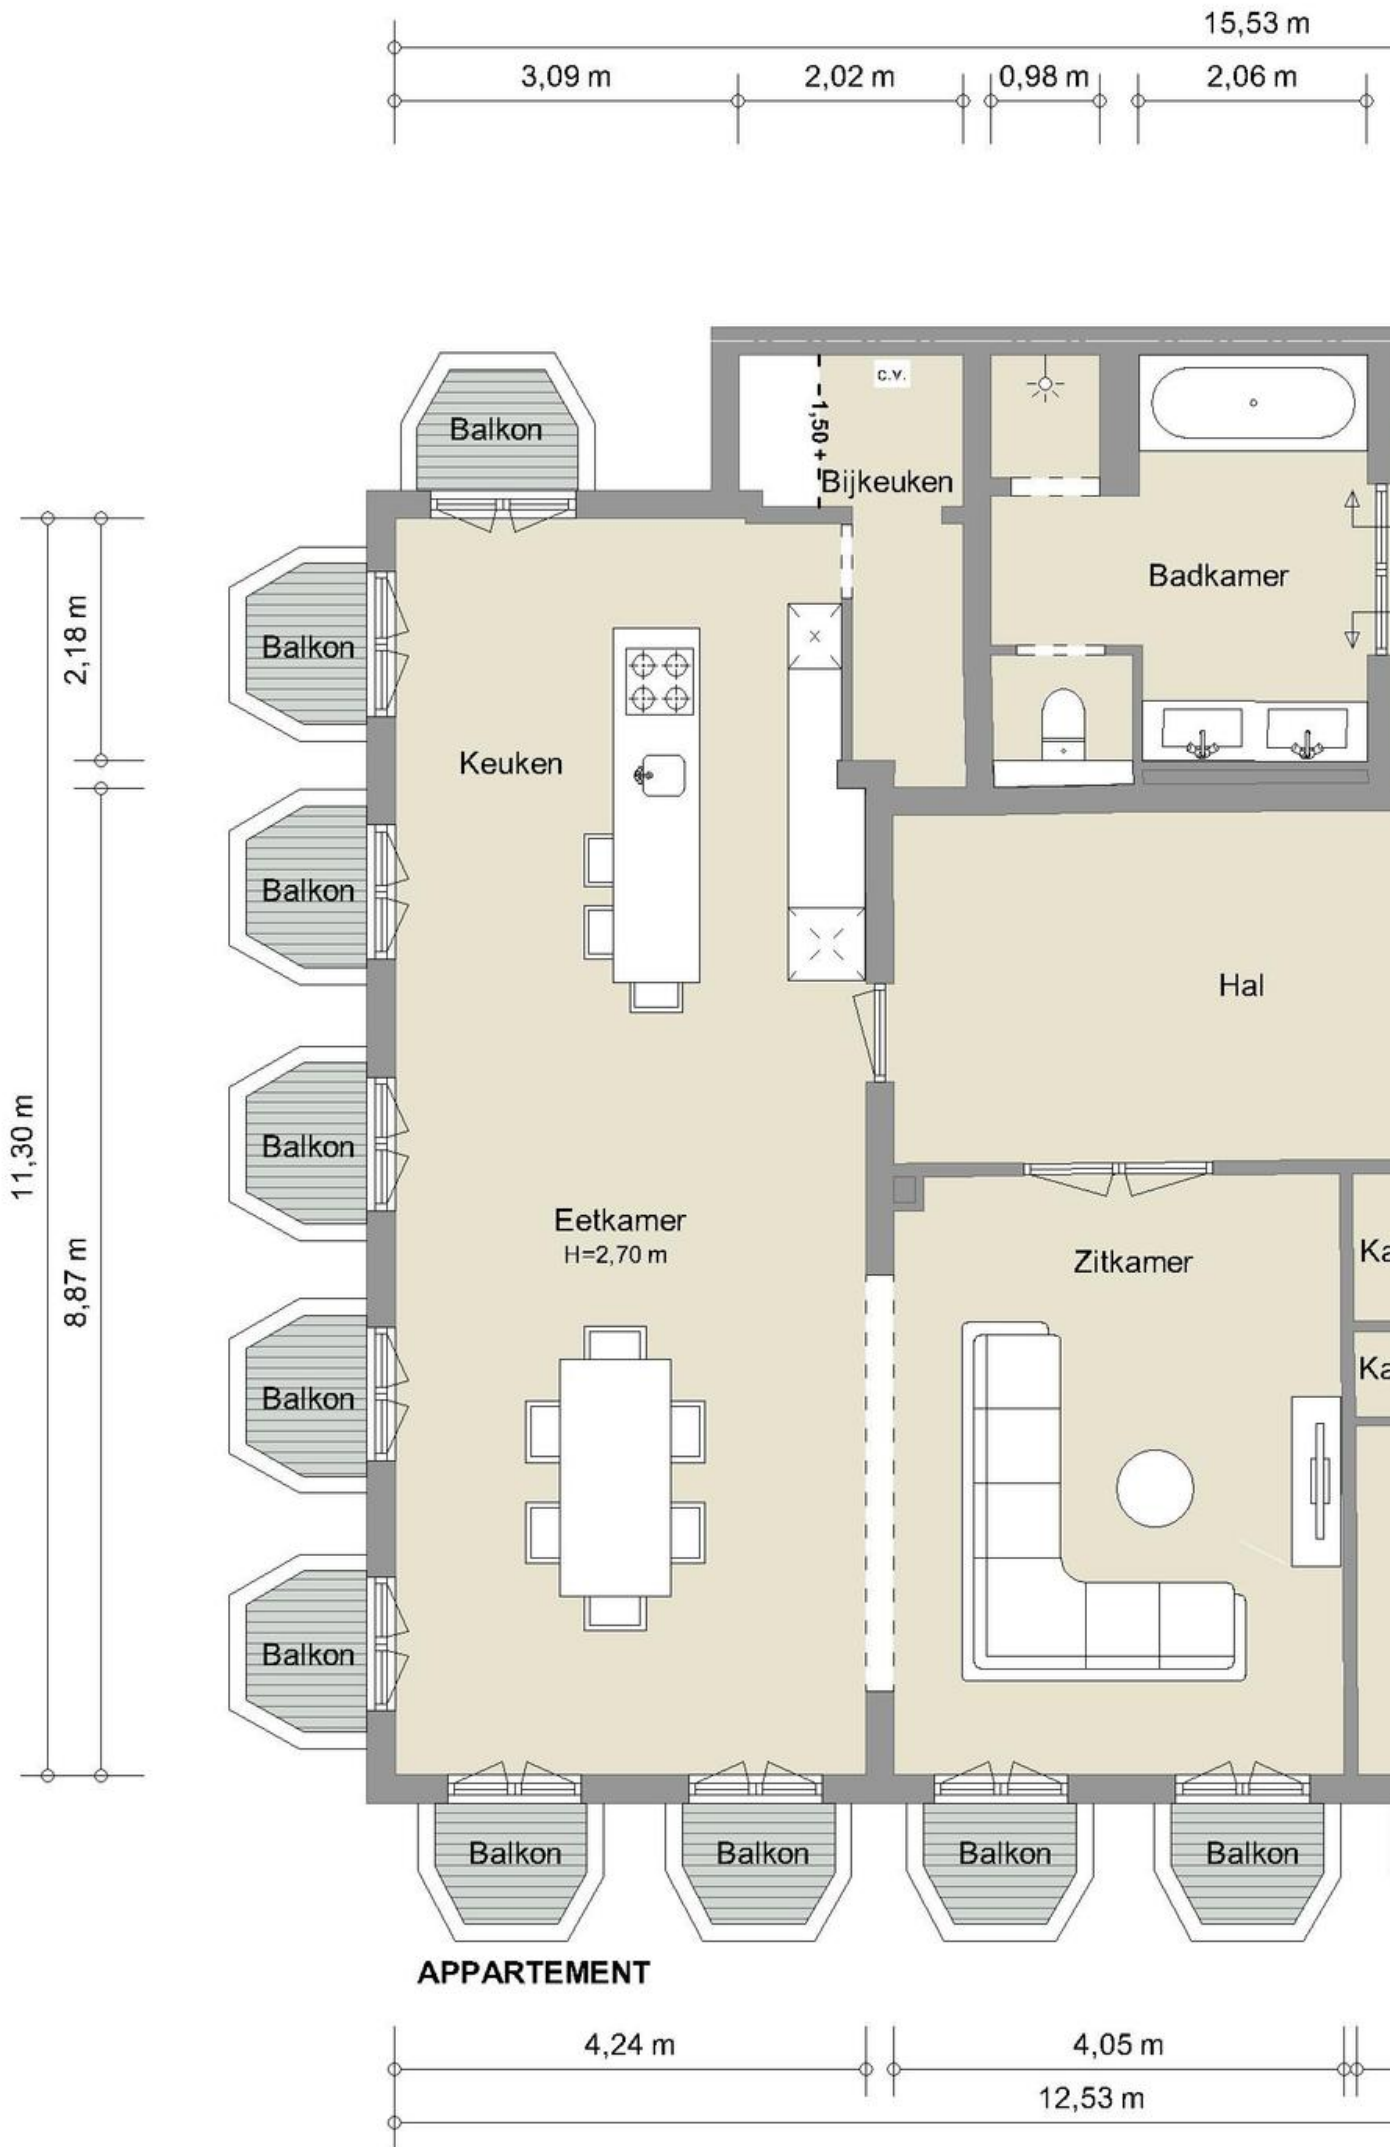 15,53 m
3,09 m
2,02 m
0,98 m
2,06 m
c.v.
1,50+
Balkon
Bijkeuken
Badkamer
2,18 m
Balkon
Keuken
Balkon
Hal
11,30 m
Balkon
Eetkamer
H=2,70 m
Zitkamer
Ka
8,87 m
Ka
Balkon
Balkon
Balkon
Balkon
Balkon
Balkon
APPARTEMENT
4,24 m
4,05 m
12,53 m